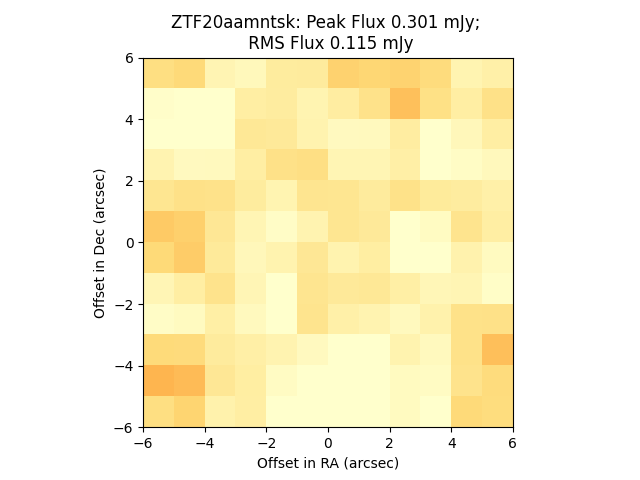 ZTF20aamntsk: Peak Flux 0.301 mJy;
RMS Flux 0.115 mJy
6
4
2
0
−2
−4
−6
Offset in Dec (arcsec)
−6 −4 −2 0 2 4 6
Offset in RA (arcsec)